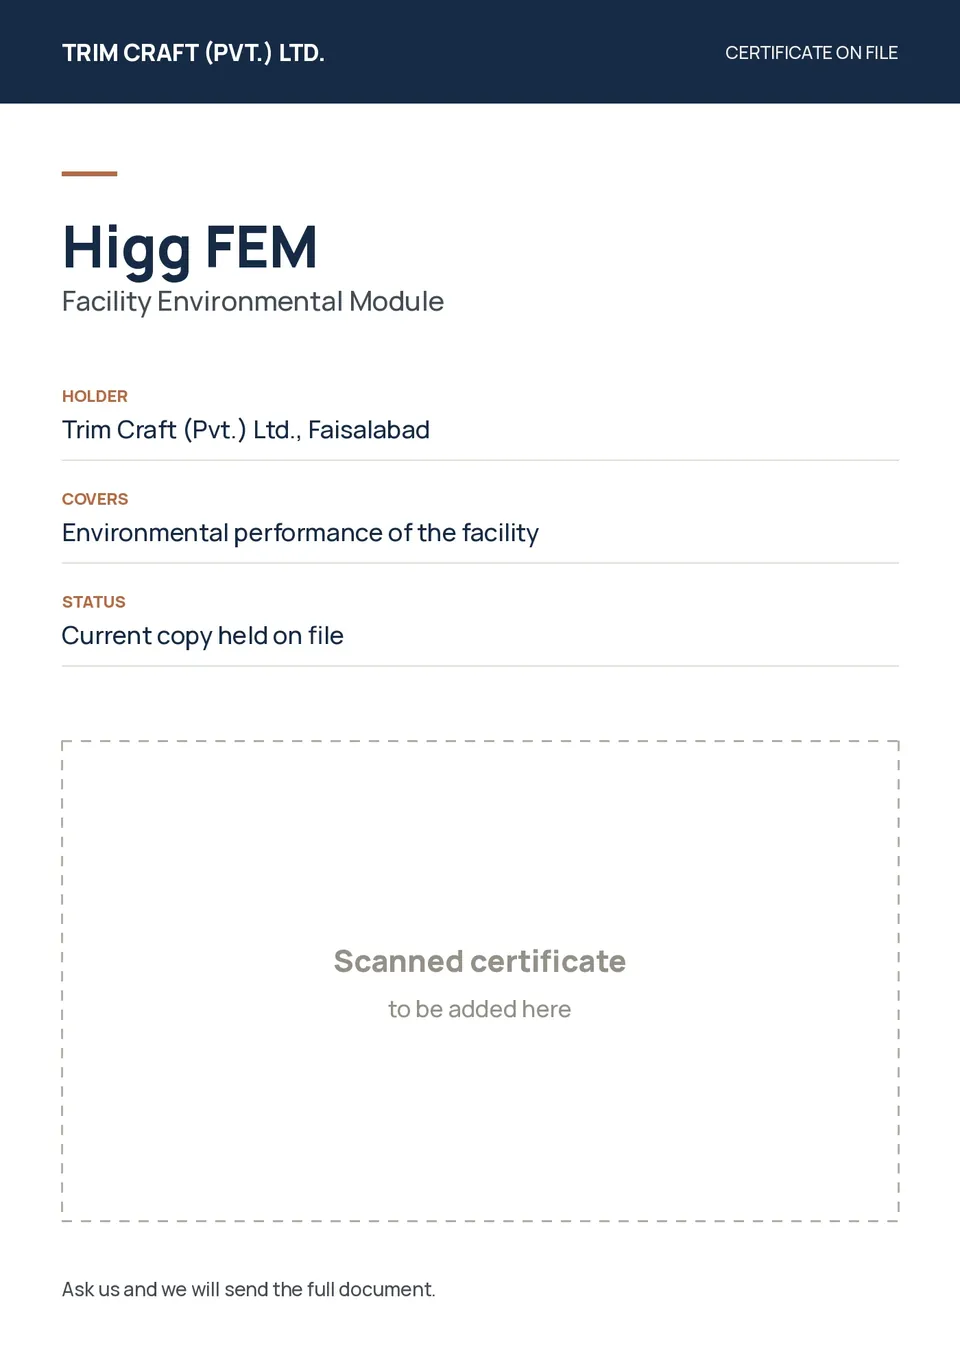 TRIM CRAFT (PVT.) LTD.
CERTIFICATE ON FILE
Higg FEM
Facility Environmental Module
HOLDER
Trim Craft (Pvt.) Ltd., Faisalabad
COVERS
Environmental performance of the facility
STATUS
Current copy held on file
Scanned certificate
to be added here
Ask us and we will send the full document.